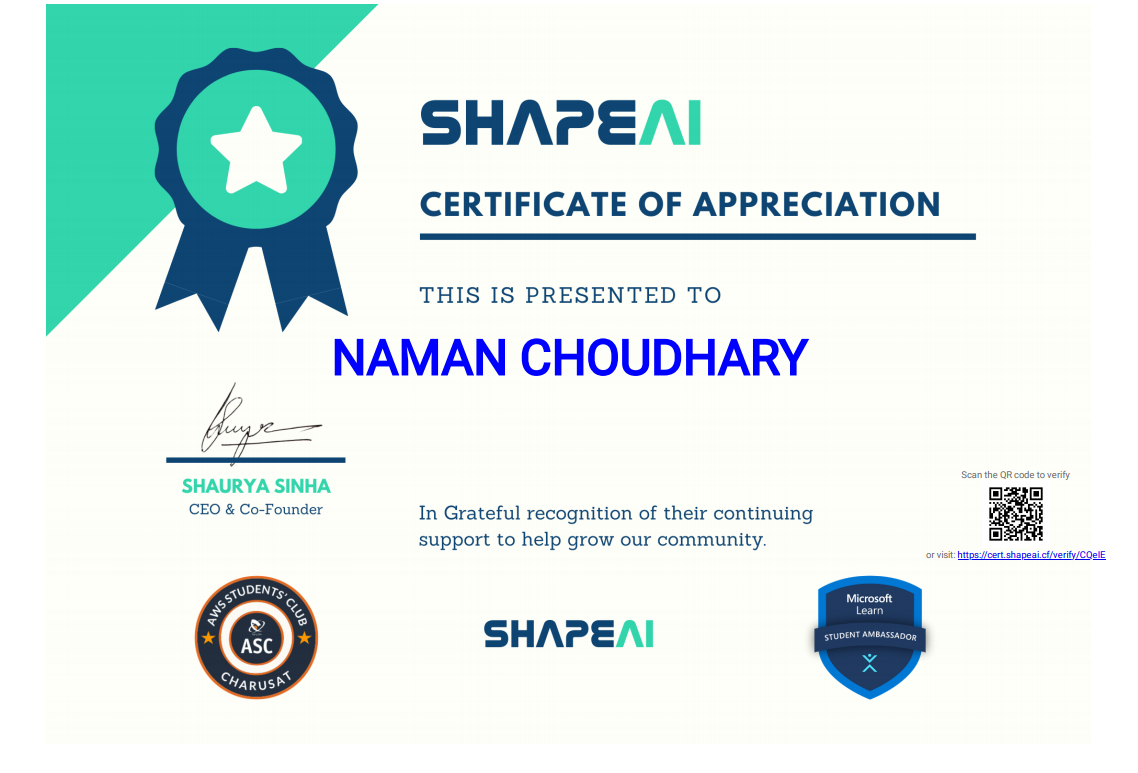 SHAPEAI
CERTIFICATE OF APPRECIATION
THIS IS PRESENTED TO
NAMAN CHOUDHARY
SHAURYA SINHA
CEO & Co-Founder
In Grateful recognition of their continuing
support to help grow our community.
Scan the QR code to verify
or visit: https://cert.shapeai.cf/verify/CQeIE
AWS STUDENTS' CLUB
ASC
CHARUSAT
SHAPEAI
Microsoft
Learn
STUDENT AMBASSADOR